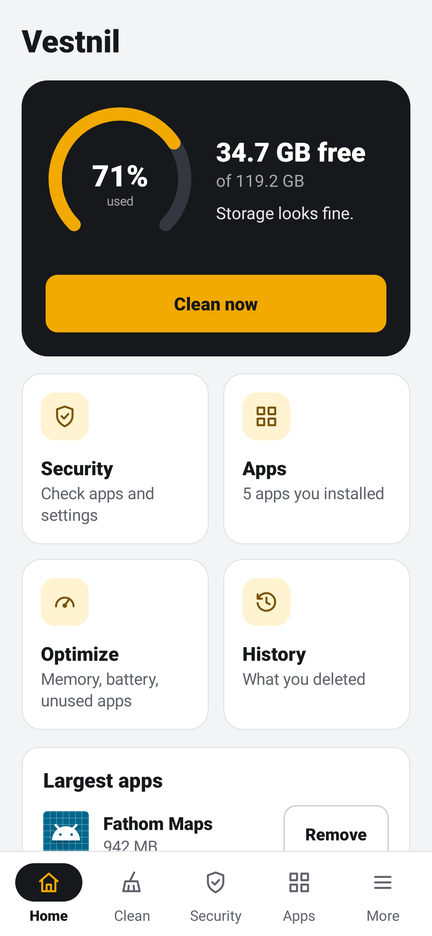 Vestnil
71%
used
34.7 GB free
of 119.2 GB
Storage looks fine.
Clean now
Security
Check apps and
settings
Apps
5 apps you installed
Optimize
Memory, battery,
unused apps
History
What you deleted
Largest apps
Fathom Maps
942 MB
Remove
Home
Clean
Security
Apps
More